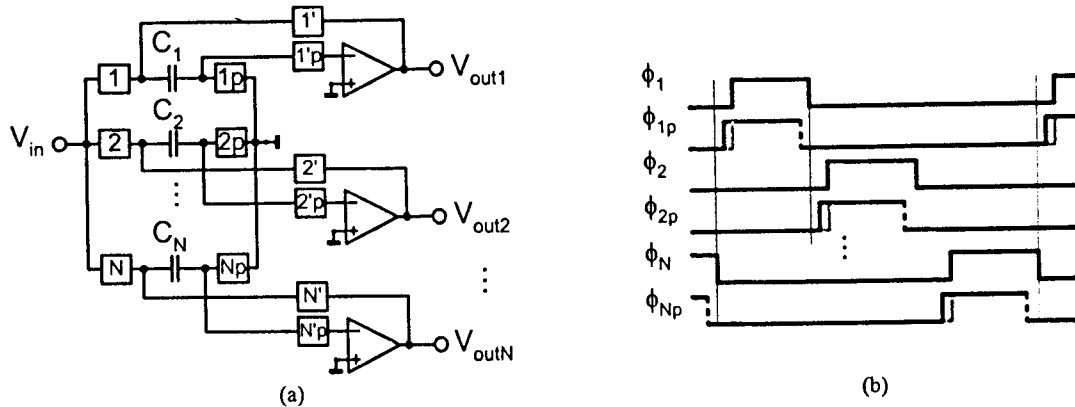 1'
C1
1'p
1
1p
Vout1
C2
Vin
2
2p
2'
2'p
Vout2
CN
N
Np
N'
N'p
VoutN
(a)
ϕ1
ϕ1p
ϕ2
ϕ2p
ϕN
ϕNp
(b)